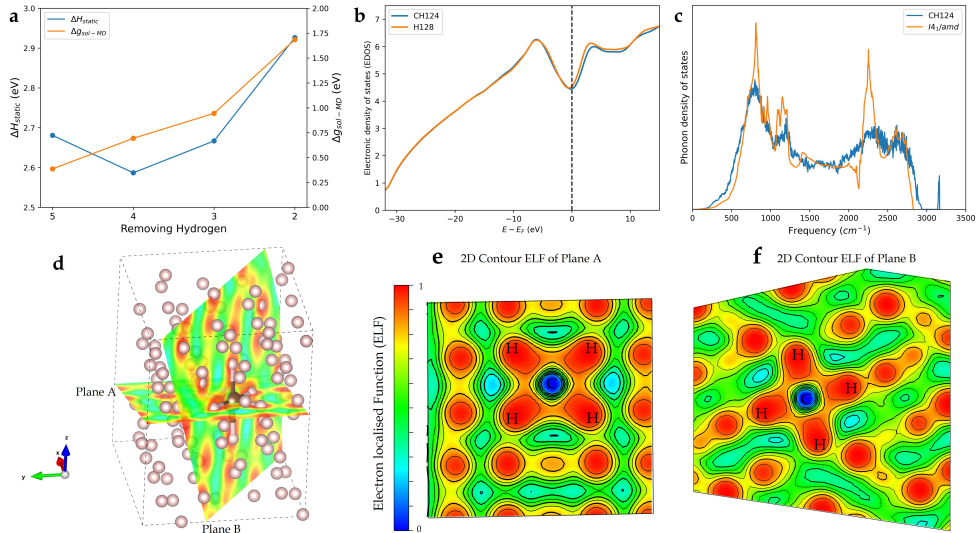 a
ΔH_static
Δg_sol−MD
3.0
2.9
2.8
2.7
2.6
2.5
ΔH_static (eV)
2.00
1.75
1.50
1.25
1.00
0.75
0.50
0.25
0.00
Δg_sol−MD (eV)
5 4 3 2
Removing Hydrogen
b
CH124
H128
7
6
5
4
3
2
1
0
Electronic density of states (EDOS)
−30 −20 −10 0 10
E − E_F (eV)
c
CH124
I4₁/amd
Phonon density of states
0 500 1000 1500 2000 2500 3000 3500
Frequency (cm⁻¹)
d
Plane A
Plane B
z
x
y
e
2D Contour ELF of Plane A
Electron localised Function (ELF)
1
0
H H
H H
f
2D Contour ELF of Plane B
H
H
H
H